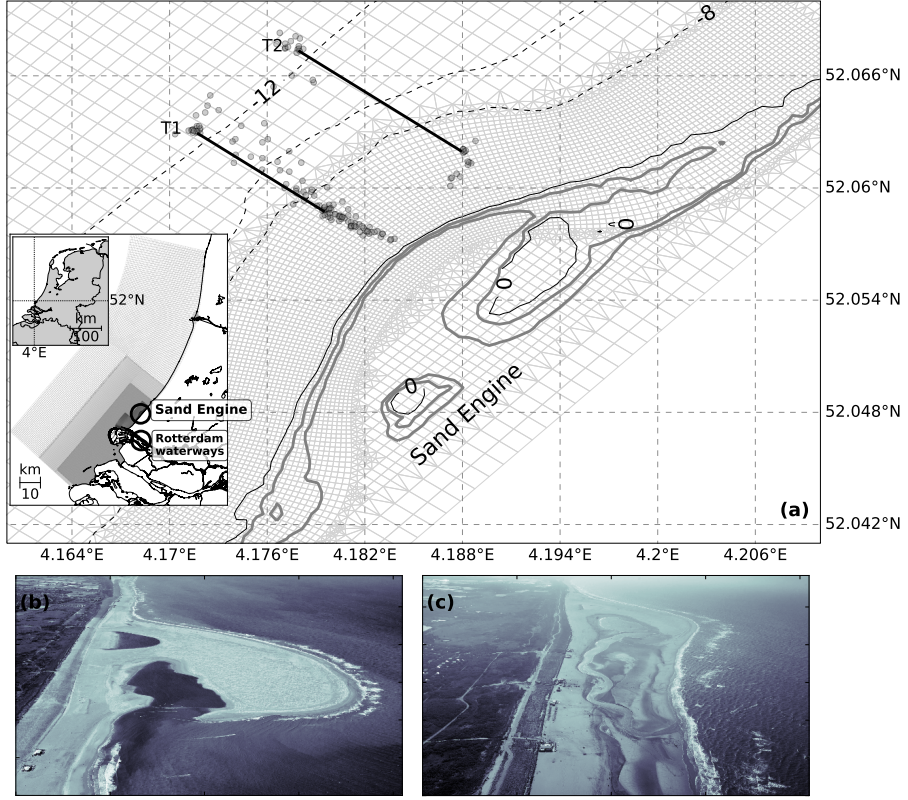 -8
T2
52.066°N
-12
T1
52.06°N
0
52°N
km
100
4°E
0
52.054°N
0
52.048°N
Sand Engine
Sand Engine
Rotterdam
waterways
km
10
(a)
52.042°N
4.164°E 4.17°E 4.176°E 4.182°E 4.188°E 4.194°E 4.2°E 4.206°E
(b)
(c)